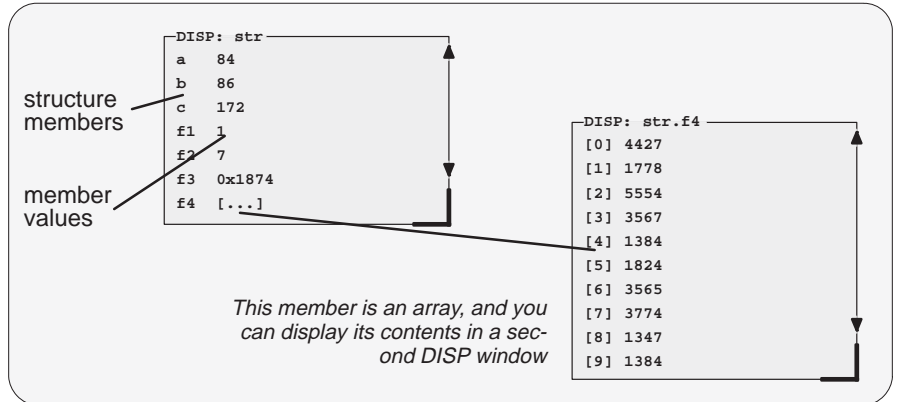 DISP: str
a 84
b 86
c 172
f1 1
f2 7
f3 0x1874
f4 [...]
structure
members
member
values
DISP: str.f4
[0] 4427
[1] 1778
[2] 5554
[3] 3567
[4] 1384
[5] 1824
[6] 3565
[7] 3774
[8] 1347
[9] 1384
This member is an array, and you
can display its contents in a sec-
ond DISP window